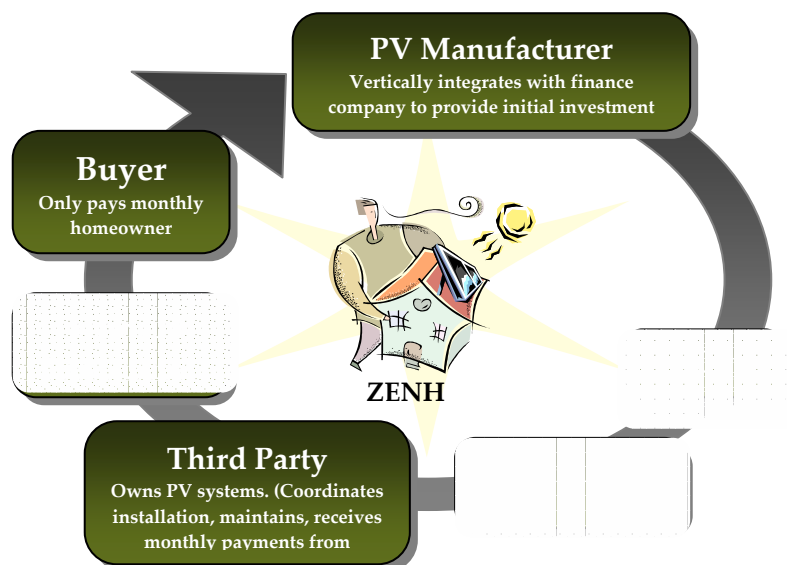 PV Manufacturer
Vertically integrates with finance
company to provide initial investment
Buyer
Only pays monthly
homeowner
ZENH
Third Party
Owns PV systems. (Coordinates
installation, maintains, receives
monthly payments from